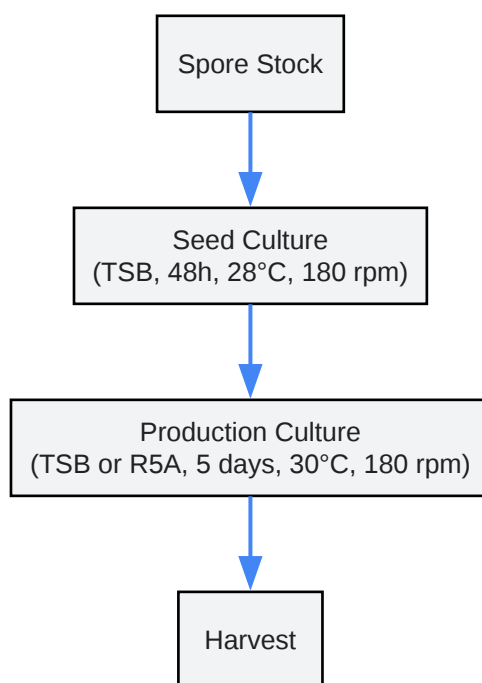 Spore Stock
Seed Culture
(TSB, 48h, 28°C, 180 rpm)
Production Culture
(TSB or R5A, 5 days, 30°C, 180 rpm)
Harvest